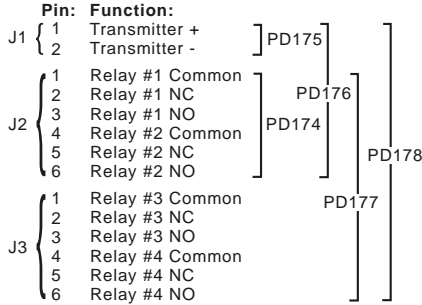 Pin: Function:
J1 { 1 Transmitter +
2 Transmitter -
PD175
J2 { 1 Relay #1 Common
2 Relay #1 NC
3 Relay #1 NO
4 Relay #2 Common
5 Relay #2 NC
6 Relay #2 NO
PD176
PD174
PD178
J3 { 1 Relay #3 Common
2 Relay #3 NC
3 Relay #3 NO
4 Relay #4 Common
5 Relay #4 NC
6 Relay #4 NO
PD177